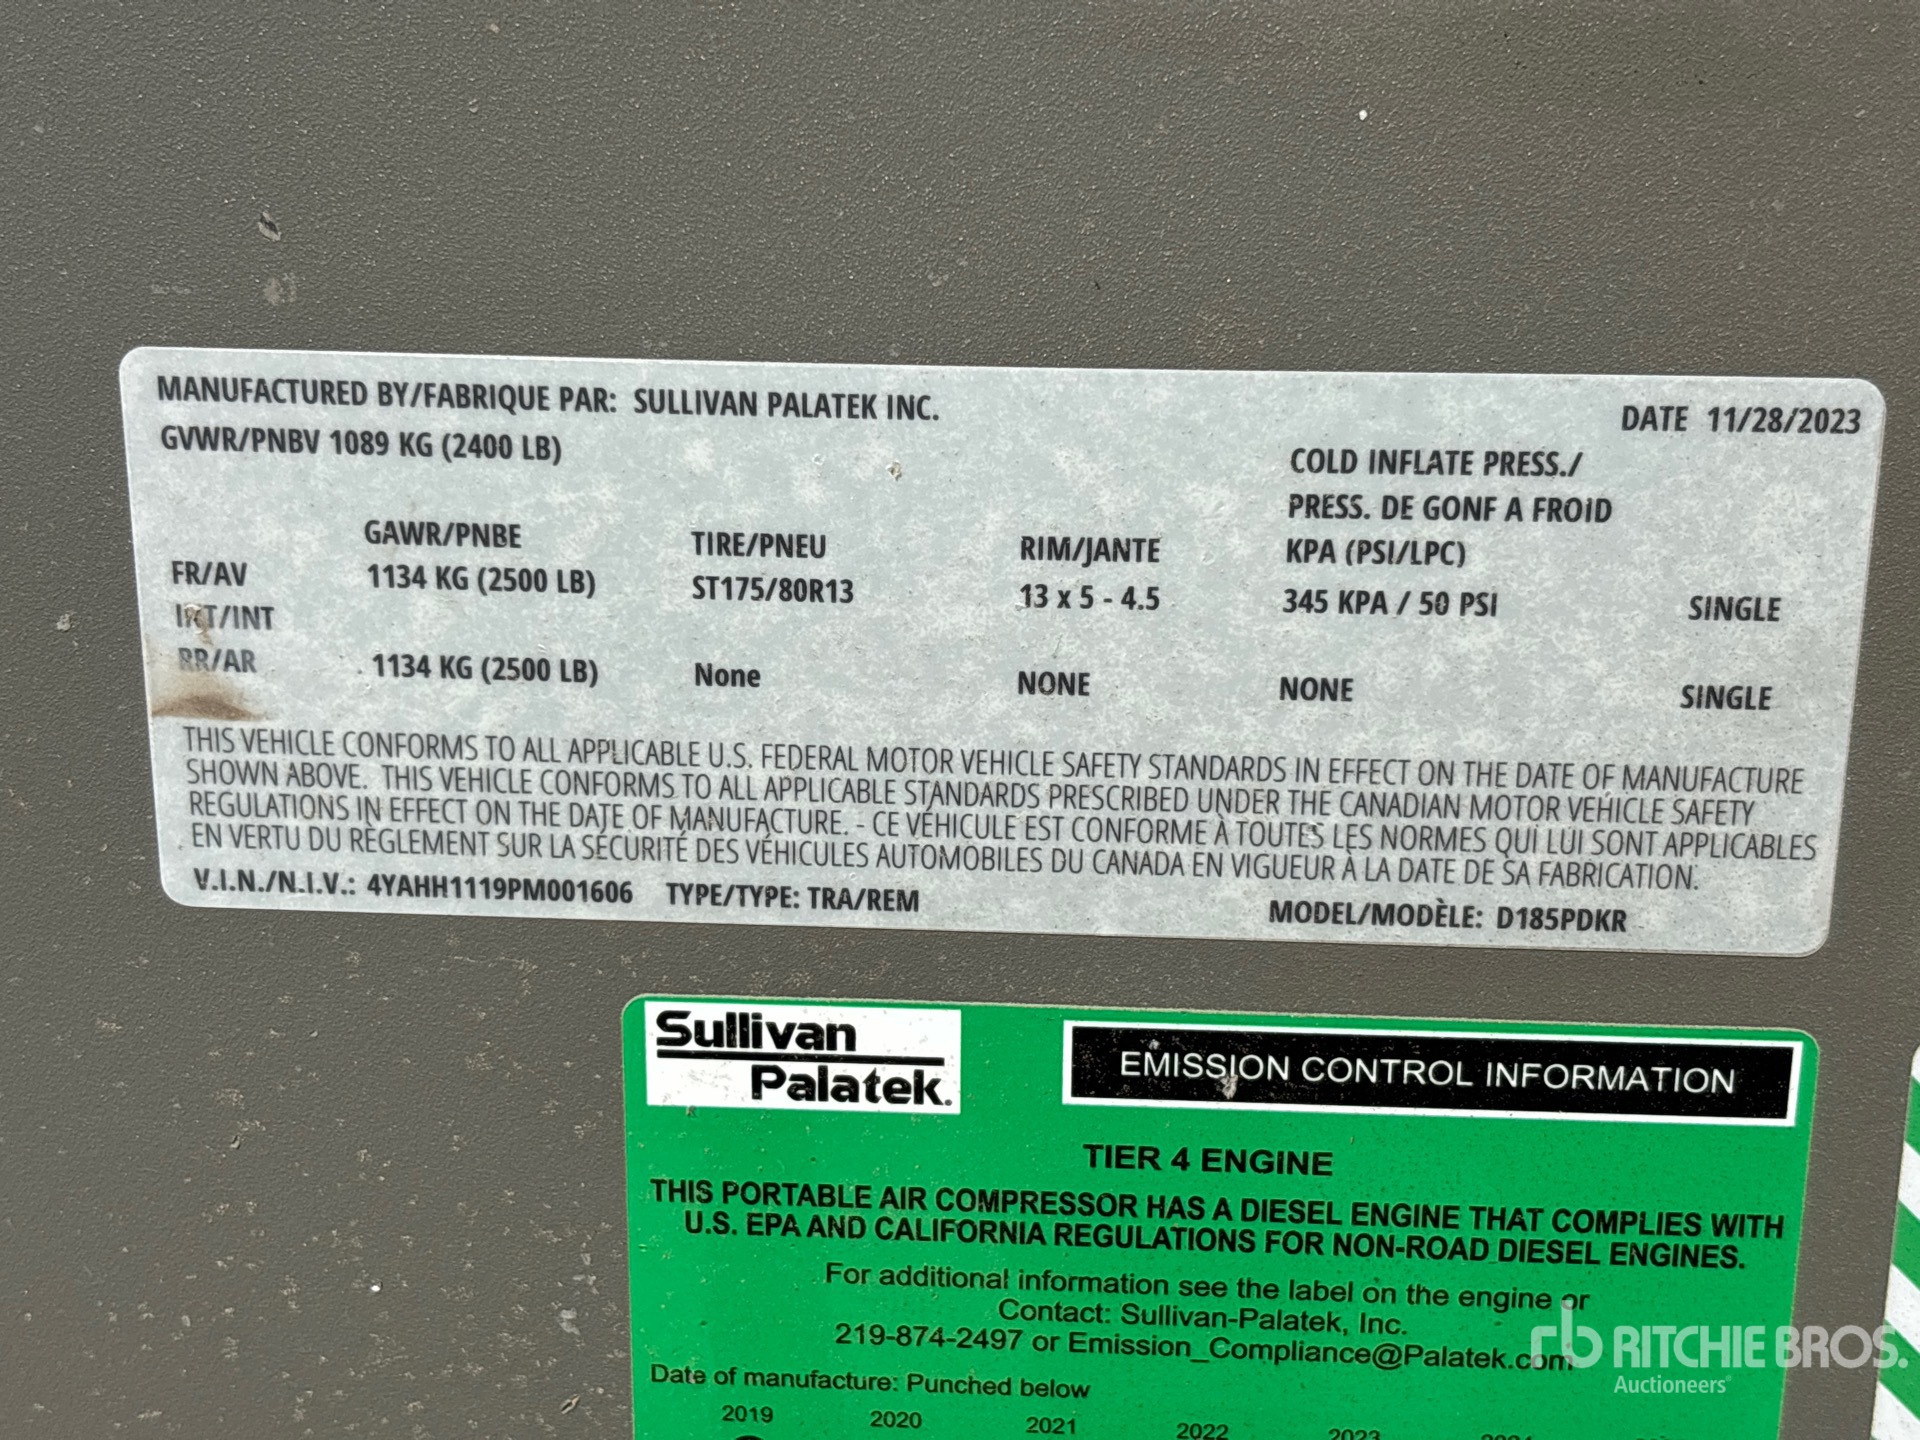 MANUFACTURED BY/FABRIQUE PAR: SULLIVAN PALATEK INC.
DATE 11/28/2023
GVWR/PNBV 1089 KG (2400 LB)
COLD INFLATE PRESS./
PRESS. DE GONF A FROID
GAWR/PNBE TIRE/PNEU RIM/JANTE KPA (PSI/LPC)
FR/AV 1134 KG (2500 LB) ST175/80R13 13 x 5 - 4.5 345 KPA / 50 PSI SINGLE
INT/INT
RR/AR 1134 KG (2500 LB) None NONE NONE SINGLE
THIS VEHICLE CONFORMS TO ALL APPLICABLE U.S. FEDERAL MOTOR VEHICLE SAFETY STANDARDS IN EFFECT ON THE DATE OF MANUFACTURE
SHOWN ABOVE. THIS VEHICLE CONFORMS TO ALL APPLICABLE STANDARDS PRESCRIBED UNDER THE CANADIAN MOTOR VEHICLE SAFETY
REGULATIONS IN EFFECT ON THE DATE OF MANUFACTURE. - CE VÉHICULE EST CONFORME À TOUTES LES NORMES QUI LUI SONT APPLICABLES
EN VERTU DU RÈGLEMENT SUR LA SÉCURITÉ DES VÉHICULES AUTOMOBILES DU CANADA EN VIGUEUR À LA DATE DE SA FABRICATION.
V.I.N./N.I.V.: 4YAHH1119PM001606 TYPE/TYPE: TRA/REM MODEL/MODÈLE: D185PDKR
Sullivan
Palatek.
EMISSION CONTROL INFORMATION
TIER 4 ENGINE
THIS PORTABLE AIR COMPRESSOR HAS A DIESEL ENGINE THAT COMPLIES WITH
U.S. EPA AND CALIFORNIA REGULATIONS FOR NON-ROAD DIESEL ENGINES.
For additional information see the label on the engine or
Contact: Sullivan-Palatek, Inc.
219-874-2497 or Emission_Compliance@Palatek.com
Date of manufacture: Punched below
2019 2020 2021 2022 2023
rb RITCHIE BROS.
Auctioneers